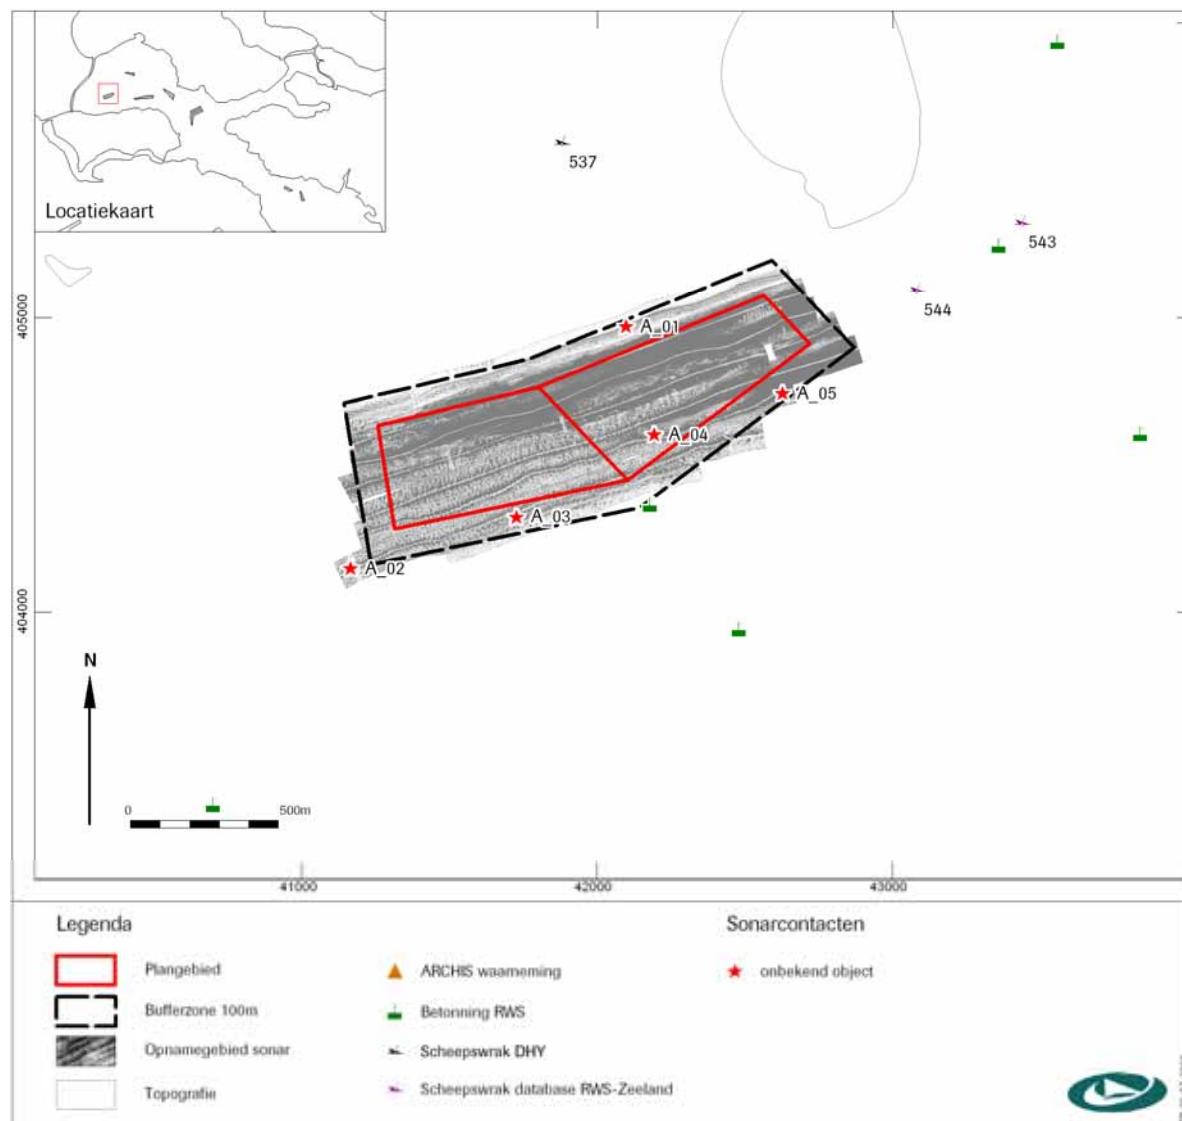 Locatiekaart
537
543
544
405000
A_01
A_05
A_04
A_03
A_02
404000
N
0 500m
41000 42000 43000
Legenda
Sonarcontacten
Plangebied
ARCHIS waarneming
onbekend object
Bufferzone 100m
Betonning RWS
Opnamegebied sonar
Scheepswrak DHY
Topografie
Scheepswrak database RWS-Zeeland